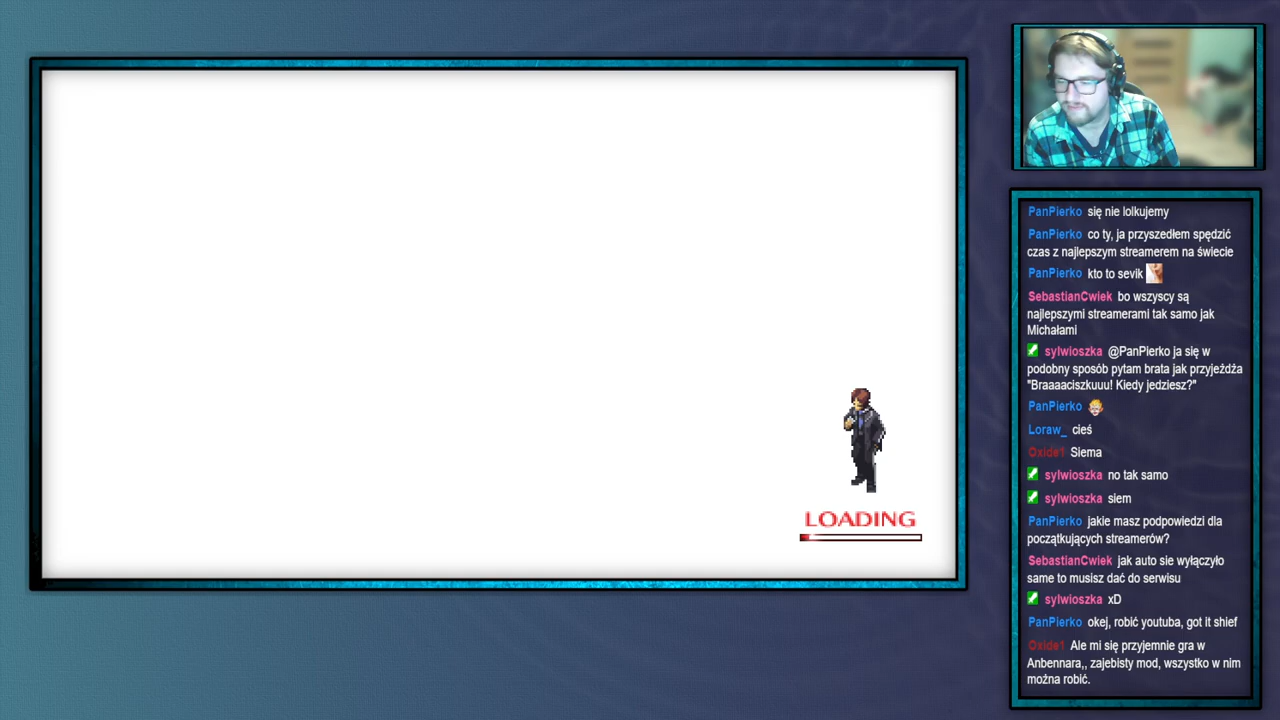 LOADING
PanPierko się nie lolkujemy
PanPierko co ty, ja przyszedłem spędzić
czas z najlepszym streamerem na świecie
PanPierko kto to sevik
SebastianCwiek bo wszyscy są
najlepszymi streamerami tak samo jak
Michałami
sylwioszka @PanPierko ja się w
podobny sposób pytam brata jak przyjeżdża
"Braaaaciszkuuu! Kiedy jedziesz?"
PanPierko
Loraw_ cieś
Oxide1 Siema
sylwioszka no tak samo
sylwioszka siem
PanPierko jakie masz podpowiedzi dla
początkujących streamerów?
SebastianCwiek jak auto sie wyłączyło
same to musisz dać do serwisu
sylwioszka xD
PanPierko okej, robić youtuba, got it shief
Oxide1 Ale mi się przyjemnie gra w
Anbennara,, zajebisty mod, wszystko w nim
można robić.